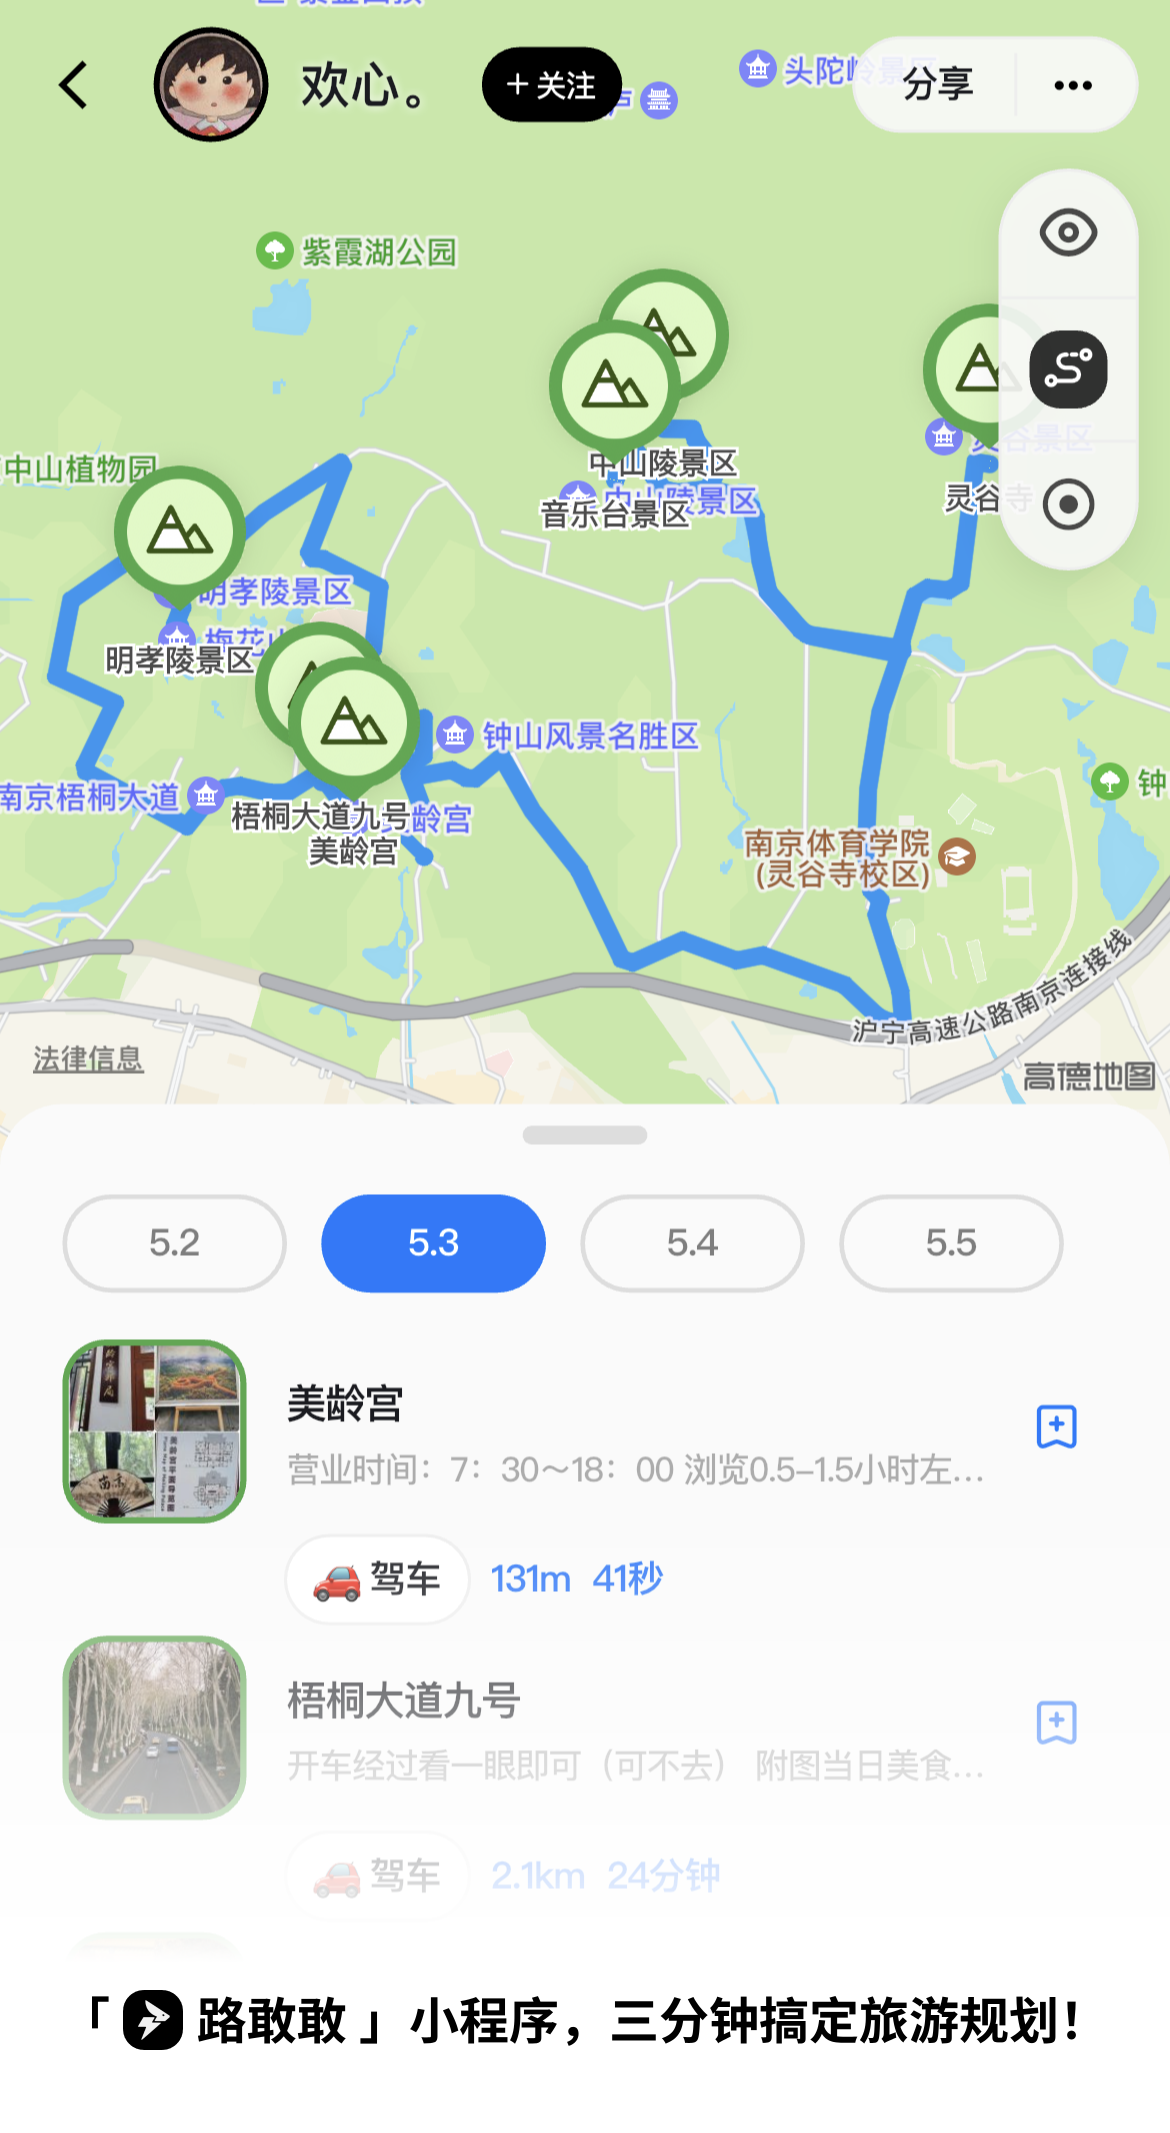 欢心。
+ 关注
头陀岭景区
分享
紫霞湖公园
中山植物园
中山陵景区
中山陵景区
音乐台景区
灵谷景区
灵谷寺
明孝陵景区
梅花山
明孝陵景区
钟山风景名胜区
南京梧桐大道
梧桐大道九号
美龄宫
龄宫
钟
南京体育学院
(灵谷寺校区)
沪宁高速公路南京连接线
法律信息
高德地图
5.2
5.3
5.4
5.5
美龄宫
营业时间：7：30～18：00 浏览0.5-1.5小时左...
驾车 131m 41秒
梧桐大道九号
开车经过看一眼即可（可不去） 附图当日美食...
驾车 2.1km 24分钟
「 路敢敢 」小程序，三分钟搞定旅游规划！